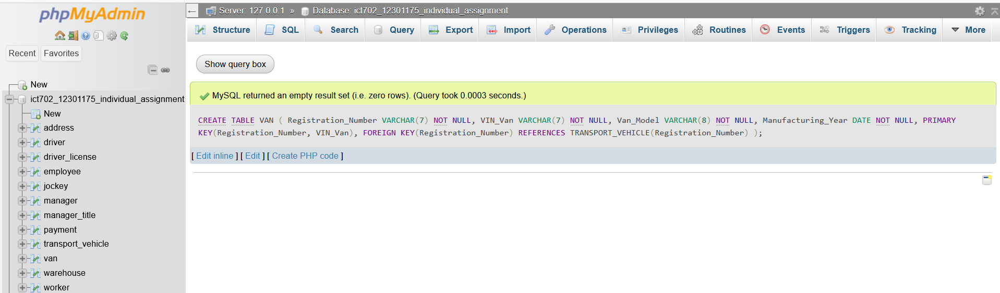 phpMyAdmin
Recent Favorites
New
ict702_12301175_individual_assignment
New
address
driver
driver_license
employee
jockey
manager
manager_title
payment
transport_vehicle
van
warehouse
worker
Server: 127.0.0.1 » Database: ict702_12301175_individual_assignment
Structure SQL Search Query Export Import Operations Privileges Routines Events Triggers Tracking More
Show query box
MySQL returned an empty result set (i.e. zero rows). (Query took 0.0003 seconds.)
CREATE TABLE VAN ( Registration_Number VARCHAR(7) NOT NULL, VIN_Van VARCHAR(7) NOT NULL, Van_Model VARCHAR(8) NOT NULL, Manufacturing_Year DATE NOT NULL, PRIMARY
KEY(Registration_Number, VIN_Van), FOREIGN KEY(Registration_Number) REFERENCES TRANSPORT_VEHICLE(Registration_Number) );
[ Edit inline ] [ Edit ] [ Create PHP code ]